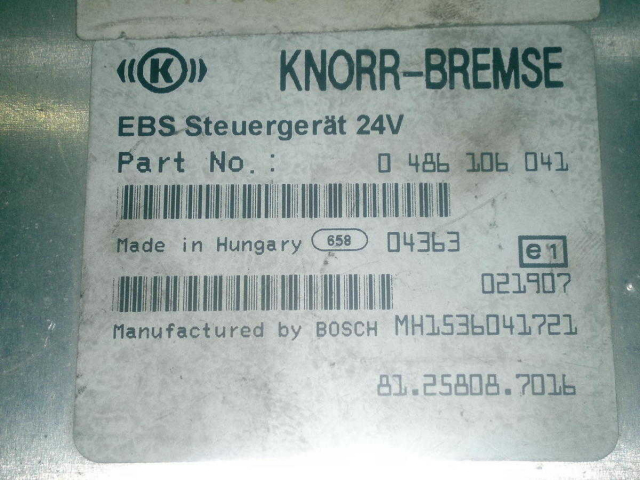 K KNORR-BREMSE
EBS Steuergerät 24V
Part No.: 0 486 106 041
Made in Hungary 658 04363 e1
021907
Manufactured by BOSCH MH1536041721
81.25808.7016